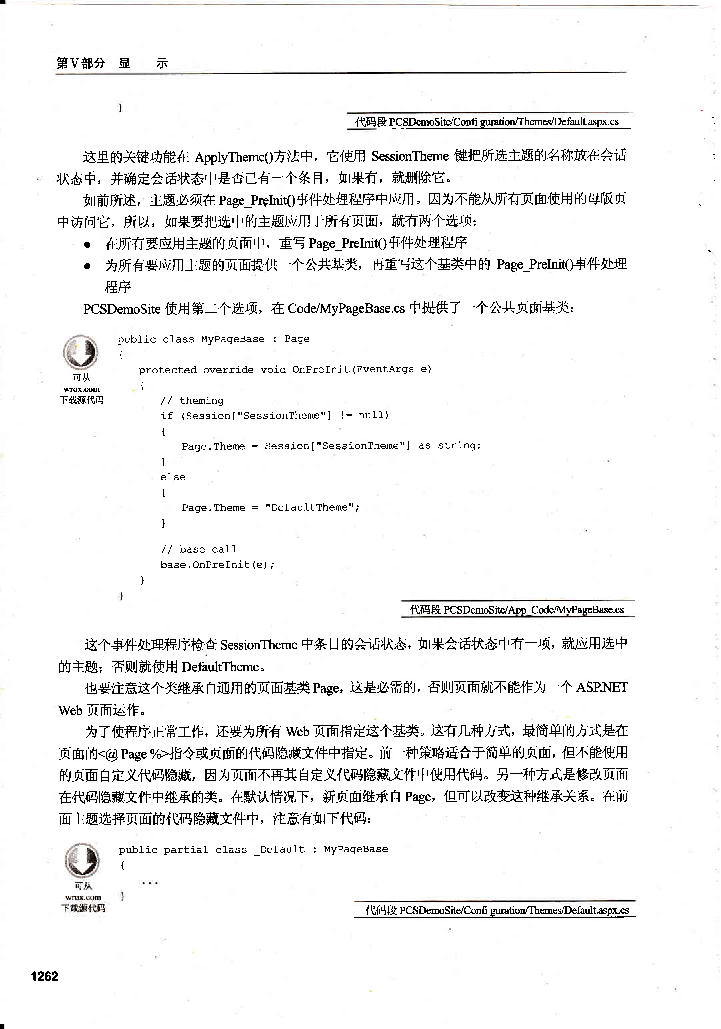 第V部分 显 示
}
代码段 PCSDemoSite/Confi guration/Themes/Default.aspx.cs
这里的关键功能在 ApplyTheme()方法中，它使用 SessionTheme 键把所选主题的名称放在会话
状态中，并确定会话状态中是否已有一个条目，如果有，就删除它。
如前所述，主题必须在 Page_PreInit()事件处理程序中应用。因为不能从所有页面使用的母版页
中访问它，所以，如果要把选中的主题应用于所有页面，就有两个选项：
● 在所有要应用主题的页面中，重写 Page_PreInit()事件处理程序
● 为所有要应用主题的页面提供一个公共基类，再重写这个基类中的 Page_PreInit()事件处理
程序
PCSDemoSite 使用第二个选项，在 Code/MyPageBase.cs 中提供了一个公共页面基类：
可从
wrox.com
下载源代码
public class MyPageBase : Page
{
protected override void OnPreInit(EventArgs e)
{
// theming
if (Session["SessionTheme"] != null)
{
Page.Theme = Session["SessionTheme"] as string;
}
else
{
Page.Theme = "DefaultTheme";
}
// base call
base.OnPreInit(e);
}
}
代码段 PCSDemoSite/App_Code/MyPageBase.cs
这个事件处理程序检查 SessionTheme 中条目的会话状态，如果会话状态中有一项，就应用选中
的主题；否则就使用 DefaultTheme。
也要注意这个类继承自通用的页面基类 Page，这是必需的，否则页面就不能作为一个 ASP.NET
Web 页面运作。
为了使程序正常工作，还要为所有 Web 页面指定这个基类。这有几种方式，最简单的方式是在
页面的<@ Page %>指令或页面的代码隐藏文件中指定。前一种策略适合于简单的页面，但不能使用
的页面自定义代码隐藏，因为页面不再其自定义代码隐藏文件中使用代码。另一种方式是修改页面
在代码隐藏文件中继承的类。在默认情况下，新页面继承自 Page，但可以改变这种继承关系。在前
面主题选择页面的代码隐藏文件中，注意有如下代码：
可从
wrox.com
下载源代码
public partial class _Default : MyPageBase
{
...
}
代码段 PCSDemoSite/Confi guration/Themes/Default.aspx.cs
1262